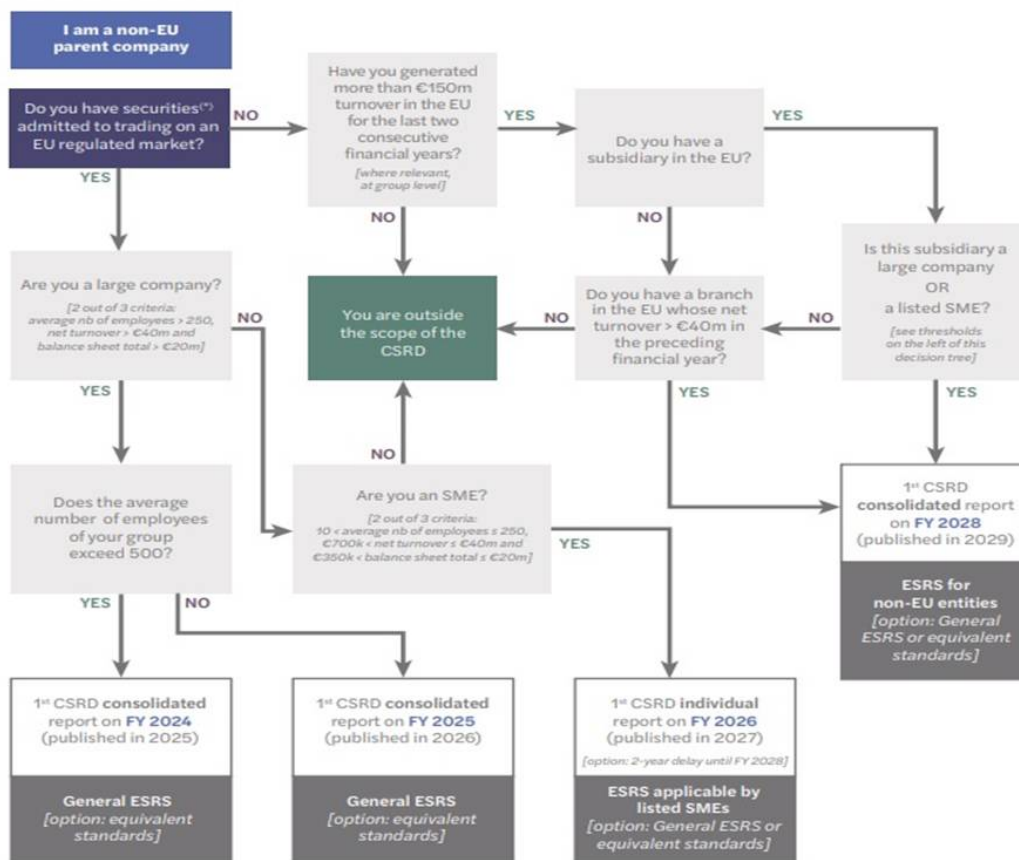 I am a non-EU
parent company
Do you have securities(*)
admitted to trading on an
EU regulated market?
NO
Have you generated
more than €150m
turnover in the EU
for the last two
consecutive
financial years?
[where relevant,
at group level]
YES
Do you have a
subsidiary in the EU?
YES
YES
NO
NO
Are you a large company?
[2 out of 3 criteria:
average nb of employees > 250,
net turnover > €40m and
balance sheet total > €20m]
NO
You are outside
the scope of the
CSRD
NO
Do you have a branch
in the EU whose net
turnover > €40m in
the preceding
financial year?
NO
Is this subsidiary a
large company
OR
a listed SME?
[see thresholds
on the left of this
decision tree]
YES
NO
YES
YES
Does the average
number of employees
of your group
exceed 500?
Are you an SME?
[2 out of 3 criteria:
10 < average nb of employees ≤ 250,
€700k < net turnover ≤ €40m and
€350k < balance sheet total ≤ €20m]
YES
1st CSRD
consolidated report
on FY 2028
(published in 2029)
ESRS for
non-EU entities
[option: General
ESRS or equivalent
standards]
YES
NO
1st CSRD consolidated
report on FY 2024
(published in 2025)
General ESRS
[option: equivalent
standards]
1st CSRD consolidated
report on FY 2025
(published in 2026)
General ESRS
[option: equivalent
standards]
1st CSRD individual
report on FY 2026
(published in 2027)
[option: 2-year delay until FY 2028]
ESRS applicable by
listed SMEs
[option: General ESRS or
equivalent standards]